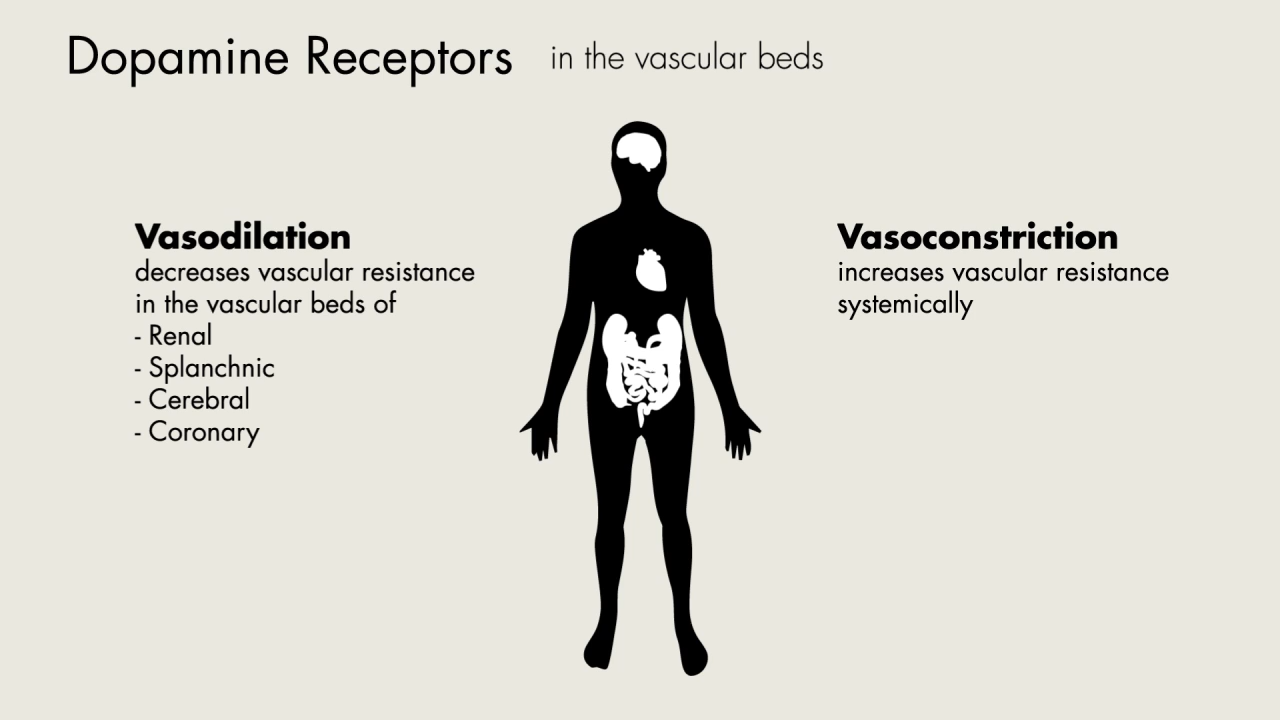 Dopamine Receptors in the vascular beds
Vasodilation
decreases vascular resistance
in the vascular beds of
- Renal
- Splanchnic
- Cerebral
- Coronary
Vasoconstriction
increases vascular resistance
systemically